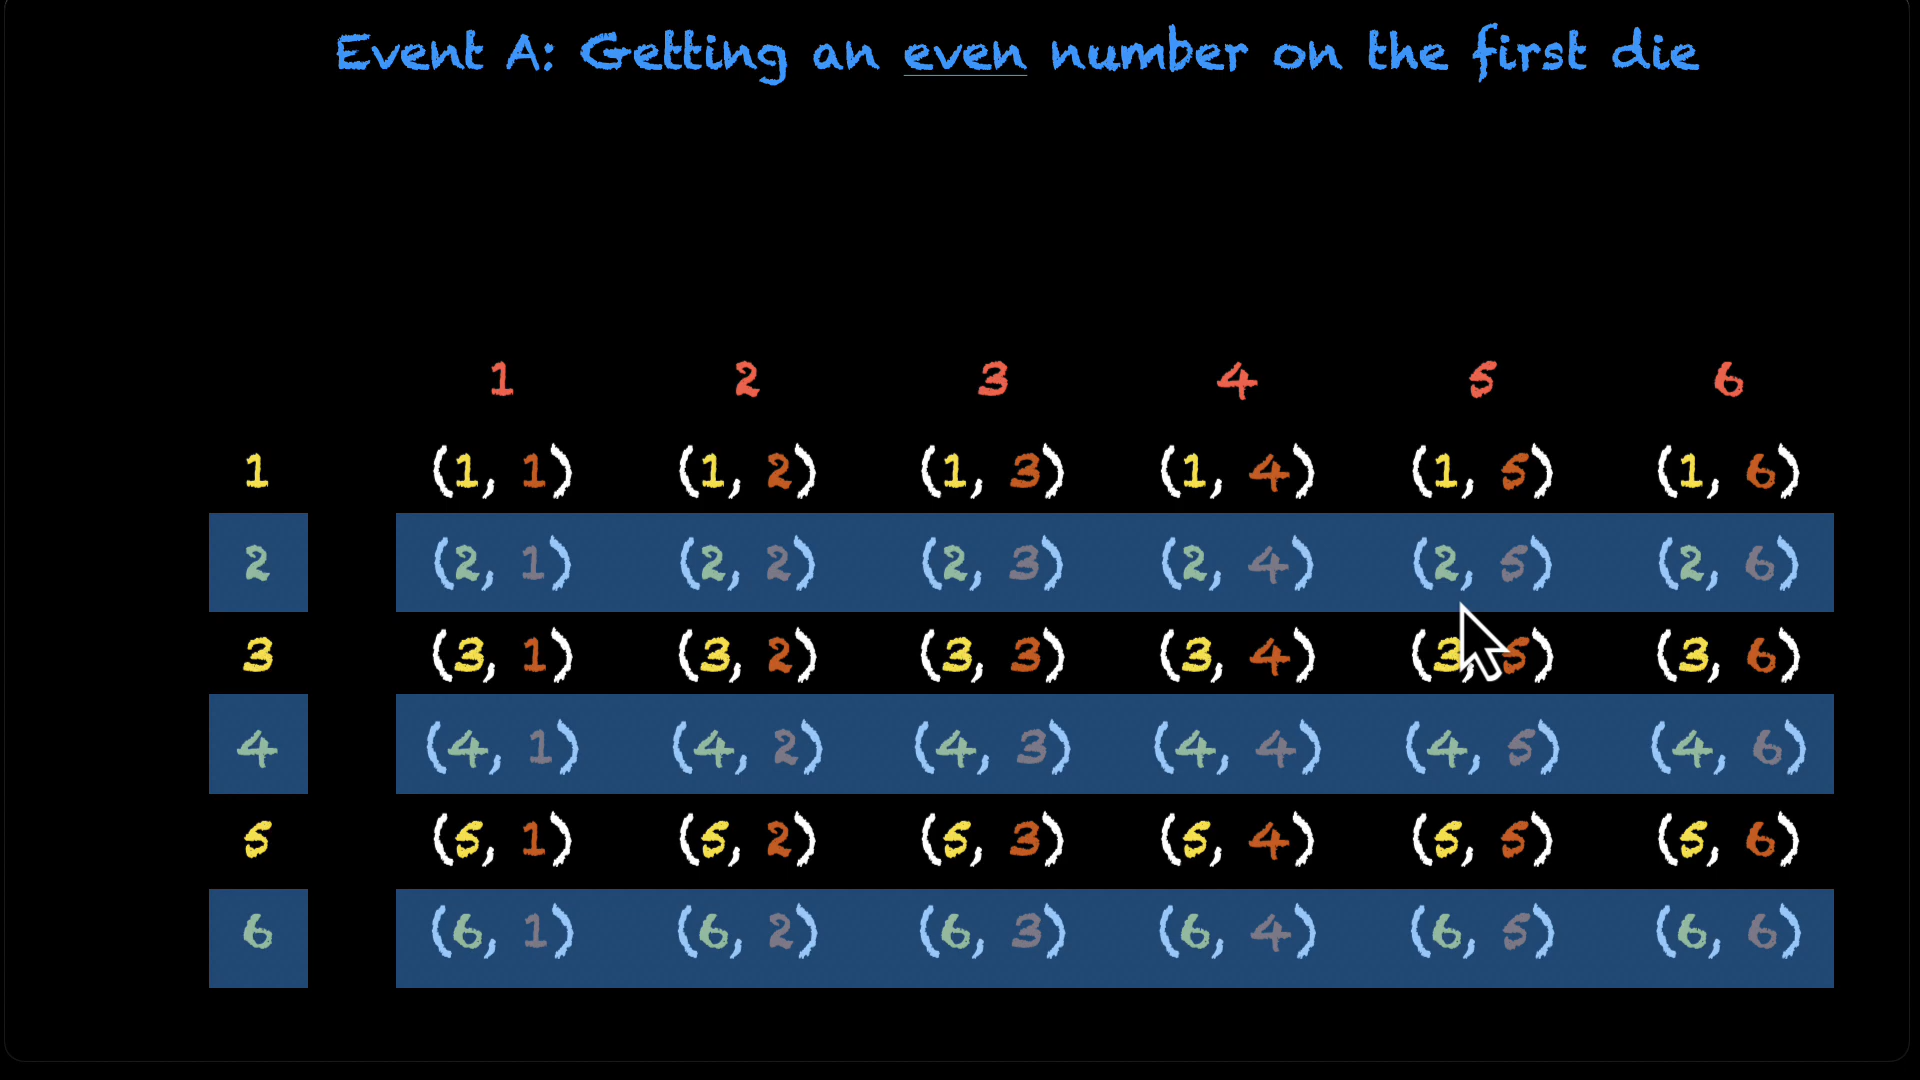 Event A: Getting an even number on the first die
1 2 3 4 5 6
1 (1, 1) (1, 2) (1, 3) (1, 4) (1, 5) (1, 6)
2 (2, 1) (2, 2) (2, 3) (2, 4) (2, 5) (2, 6)
3 (3, 1) (3, 2) (3, 3) (3, 4) (3, 5) (3, 6)
4 (4, 1) (4, 2) (4, 3) (4, 4) (4, 5) (4, 6)
5 (5, 1) (5, 2) (5, 3) (5, 4) (5, 5) (5, 6)
6 (6, 1) (6, 2) (6, 3) (6, 4) (6, 5) (6, 6)